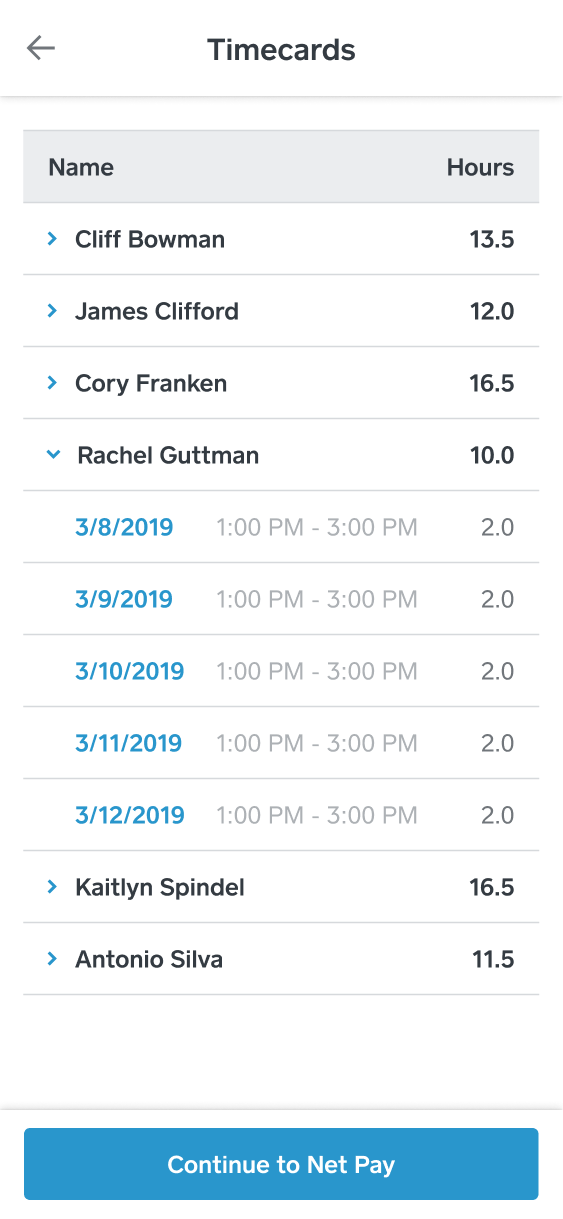 Timecards
Name Hours
Cliff Bowman 13.5
James Clifford 12.0
Cory Franken 16.5
Rachel Guttman 10.0
3/8/2019 1:00 PM - 3:00 PM 2.0
3/9/2019 1:00 PM - 3:00 PM 2.0
3/10/2019 1:00 PM - 3:00 PM 2.0
3/11/2019 1:00 PM - 3:00 PM 2.0
3/12/2019 1:00 PM - 3:00 PM 2.0
Kaitlyn Spindel 16.5
Antonio Silva 11.5
Continue to Net Pay